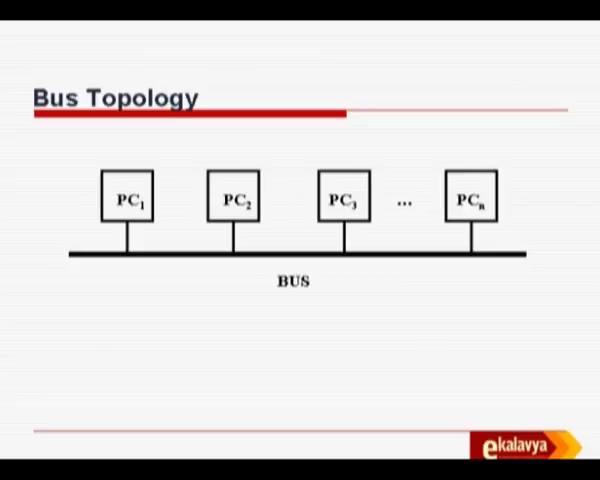 Bus Topology
PC₁ PC₂ PC₃ ... PCₙ
BUS
ekalavya